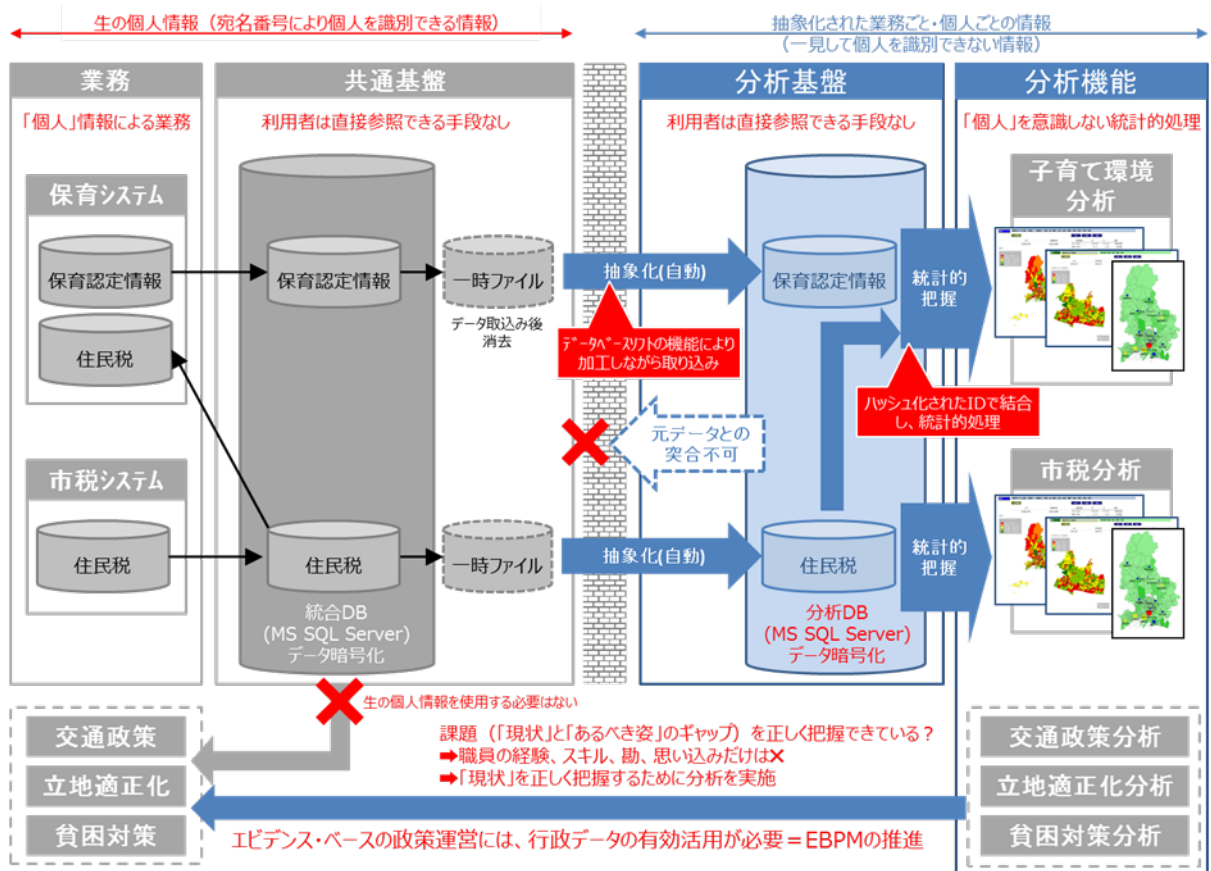 生の個人情報（宛名番号により個人を識別できる情報）
抽象化された業務ごと・個人ごとの情報
（一見して個人を識別できない情報）
業務
共通基盤
分析基盤
分析機能
「個人」情報による業務
利用者は直接参照できる手段なし
利用者は直接参照できる手段なし
「個人」を意識しない統計的処理
保育システム
保育認定情報
住民税
市税システム
住民税
保育認定情報
一時ファイル
データ取込み後
消去
住民税
一時ファイル
統合DB
(MS SQL Server)
データ暗号化
抽象化(自動)
ﾃﾞｰﾀﾍﾞｰｽソフトの機能により
加工しながら取り込み
元データとの
突合不可
抽象化(自動)
保育認定情報
住民税
分析DB
(MS SQL Server)
データ暗号化
統計的
把握
ハッシュ化されたIDで結合
し、統計的処理
統計的
把握
子育て環境
分析
市税分析
生の個人情報を使用する必要はない
交通政策
立地適正化
貧困対策
課題（「現状」と「あるべき姿」のギャップ）を正しく把握できている？
➡職員の経験、スキル、勘、思い込みだけは✕
➡「現状」を正しく把握するために分析を実施
エビデンス・ベースの政策運営には、行政データの有効活用が必要＝EBPMの推進
交通政策分析
立地適正化分析
貧困対策分析